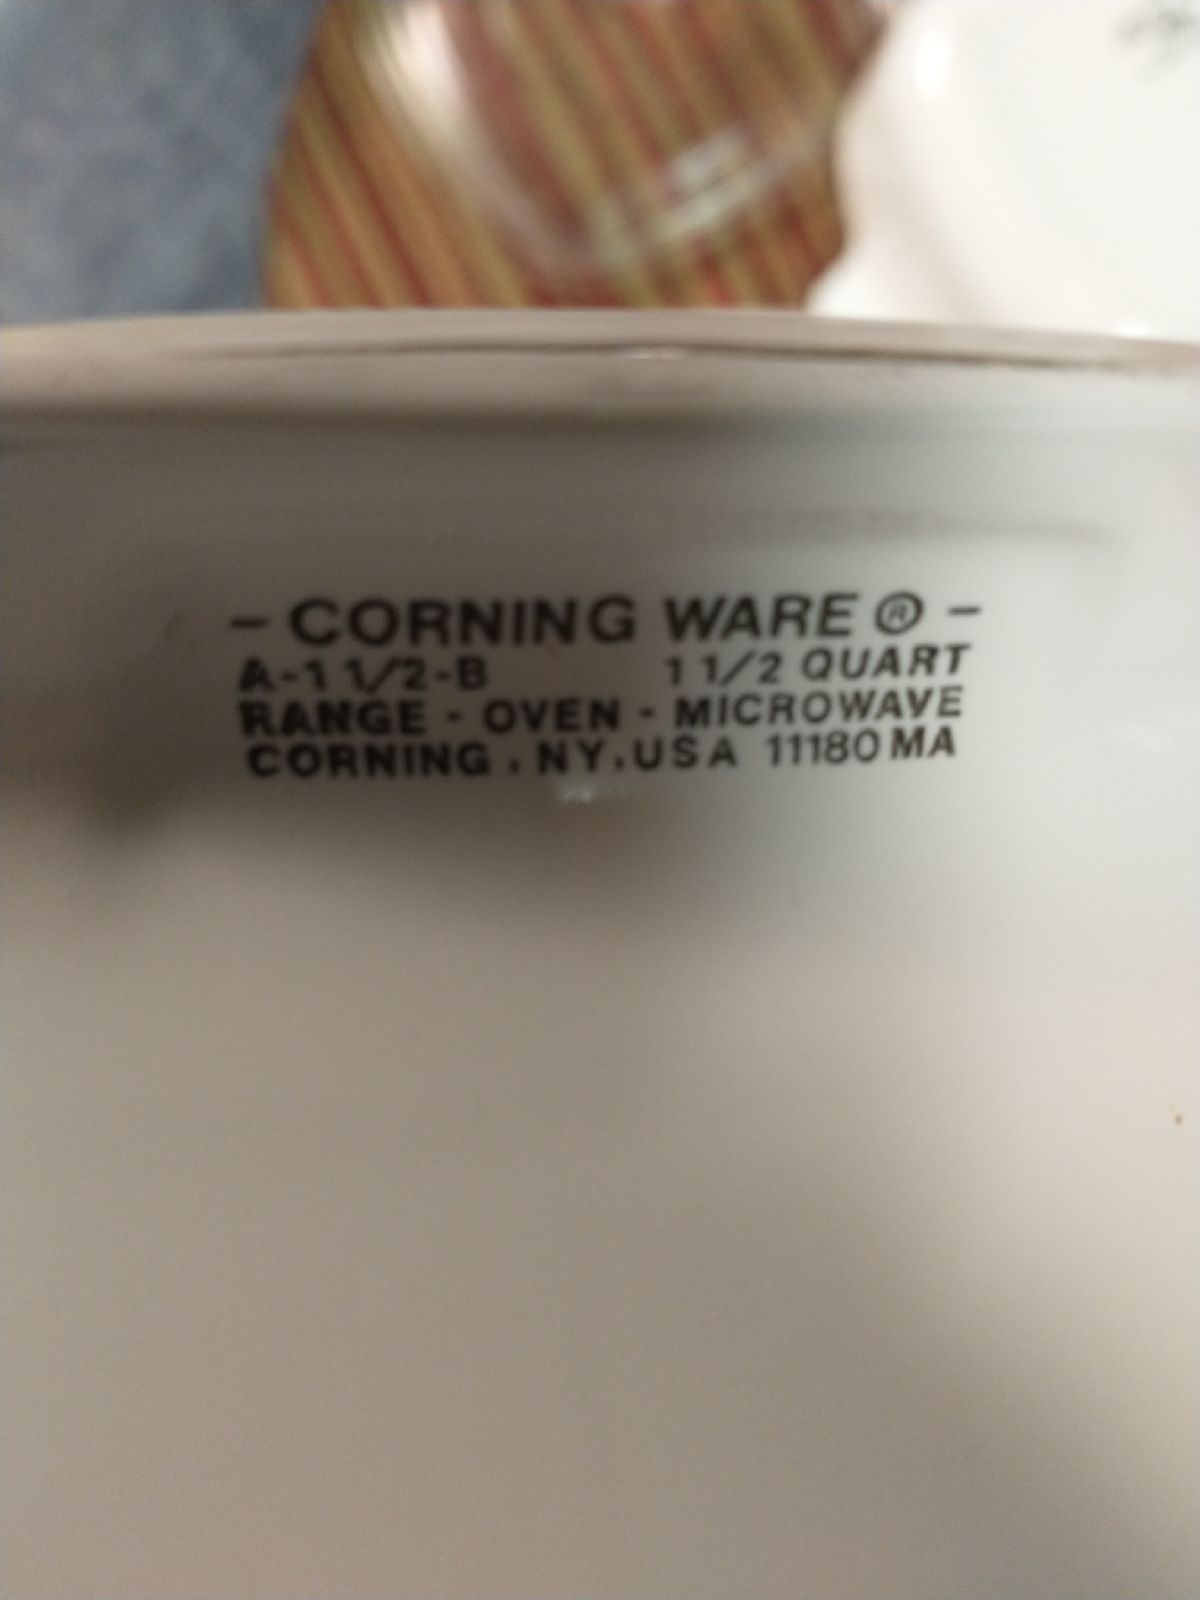 - CORNING WARE ® -
A-1 1/2-B 1 1/2 QUART
RANGE - OVEN - MICROWAVE
CORNING, NY, USA 11180 MA